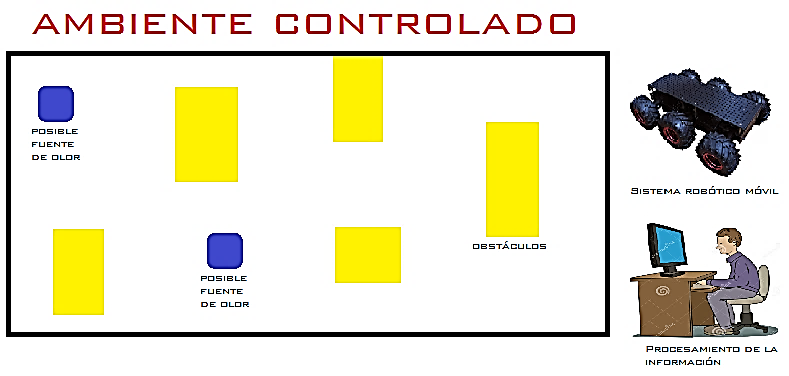 AMBIENTE CONTROLADO
POSIBLE
FUENTE
DE OLOR
POSIBLE
FUENTE
DE OLOR
OBSTÁCULOS
Sistema robótico móvil
Procesamiento de la
información